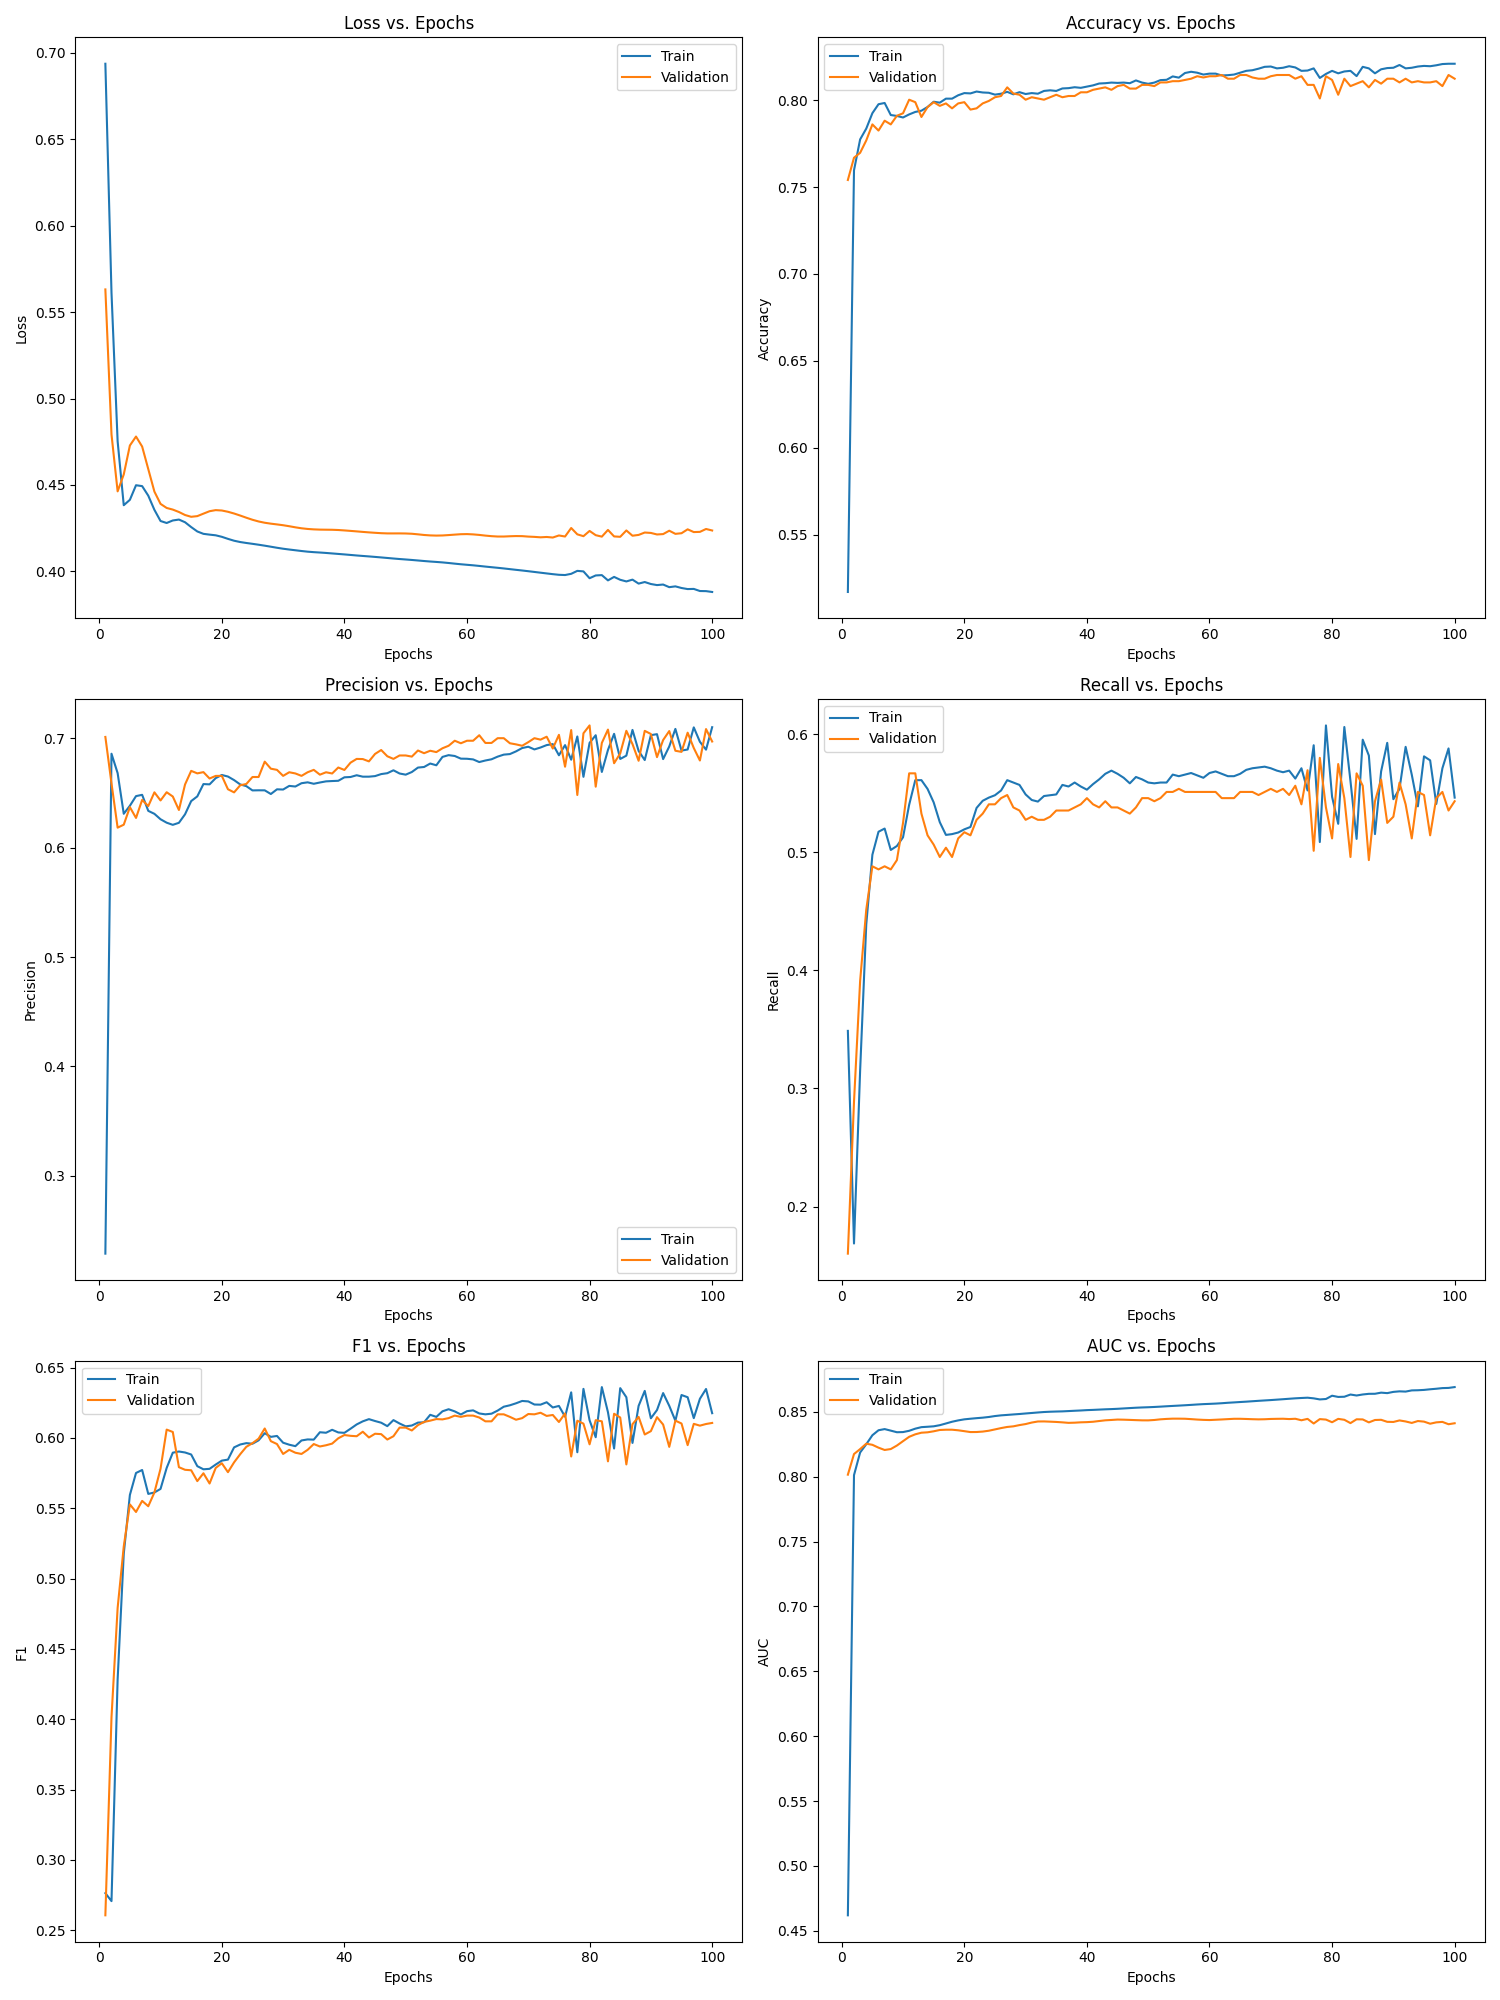 Loss vs. Epochs
0.70
0.65
0.60
0.55
0.50
0.45
0.40
Loss
Train
Validation
0
20
40
60
80
100
Epochs
Accuracy vs. Epochs
0.80
0.75
0.70
0.65
0.60
0.55
Accuracy
Train
Validation
0
20
40
60
80
100
Epochs
Precision vs. Epochs
0.7
0.6
0.5
0.4
0.3
Precision
Train
Validation
0
20
40
60
80
100
Epochs
Recall vs. Epochs
0.6
0.5
0.4
0.3
0.2
Recall
Train
Validation
0
20
40
60
80
100
Epochs
F1 vs. Epochs
0.65
0.60
0.55
0.50
0.45
0.40
0.35
0.30
0.25
F1
Train
Validation
0
20
40
60
80
100
Epochs
AUC vs. Epochs
0.85
0.80
0.75
0.70
0.65
0.60
0.55
0.50
0.45
AUC
Train
Validation
0
20
40
60
80
100
Epochs